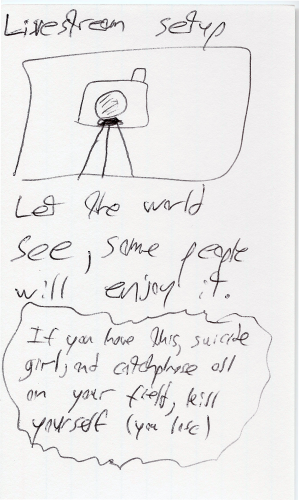 Livestream setup
Let the world
see, some people
will enjoy it.
If you have this, suicide
girl, and catchphrase all
on your field, kill
yourself (you lose)